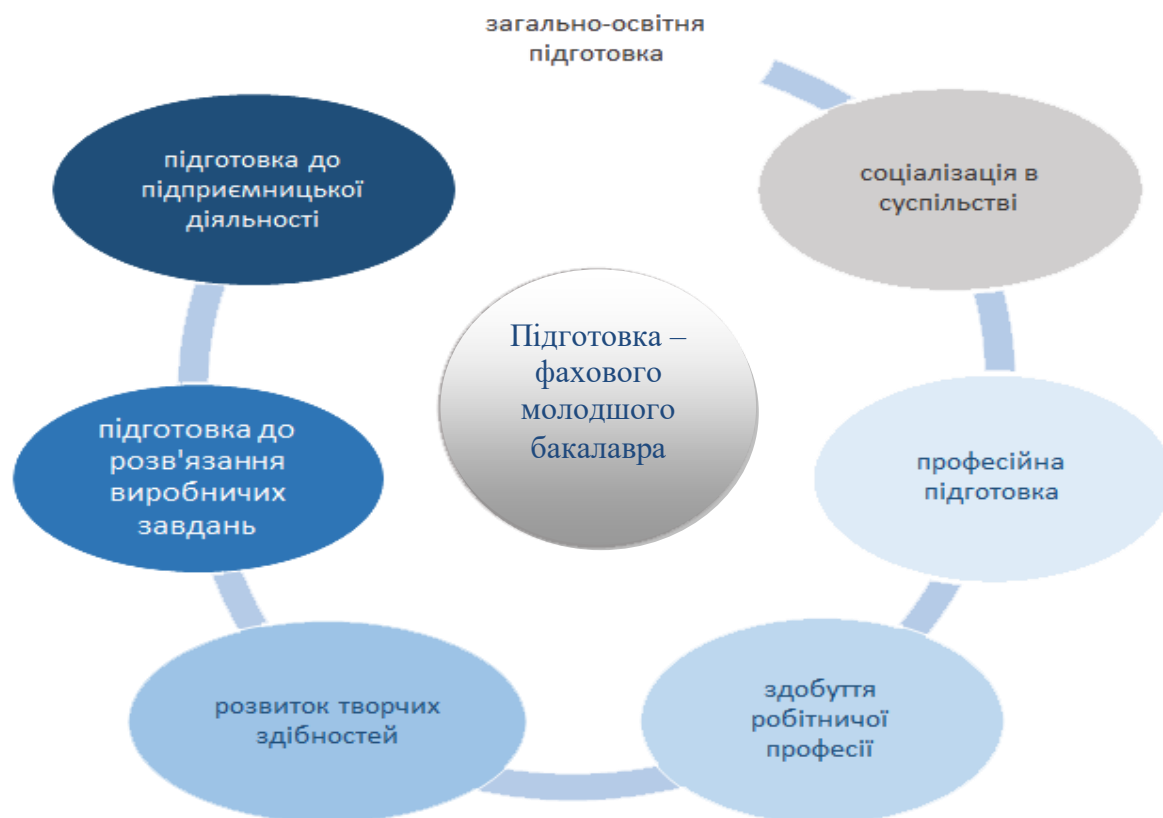 загально-освітня
підготовка
соціалізація в
суспільстві
професійна
підготовка
здобуття
робітничої
професії
розвиток творчих
здібностей
підготовка до
розв'язання
виробничих
завдань
підготовка до
підприємницької
діяльності
Підготовка –
фахового
молодшого
бакалавра